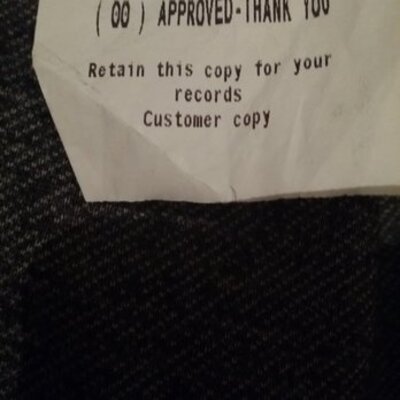 ( 00 ) APPROVED-THANK YOU
Retain this copy for your
records
Customer copy